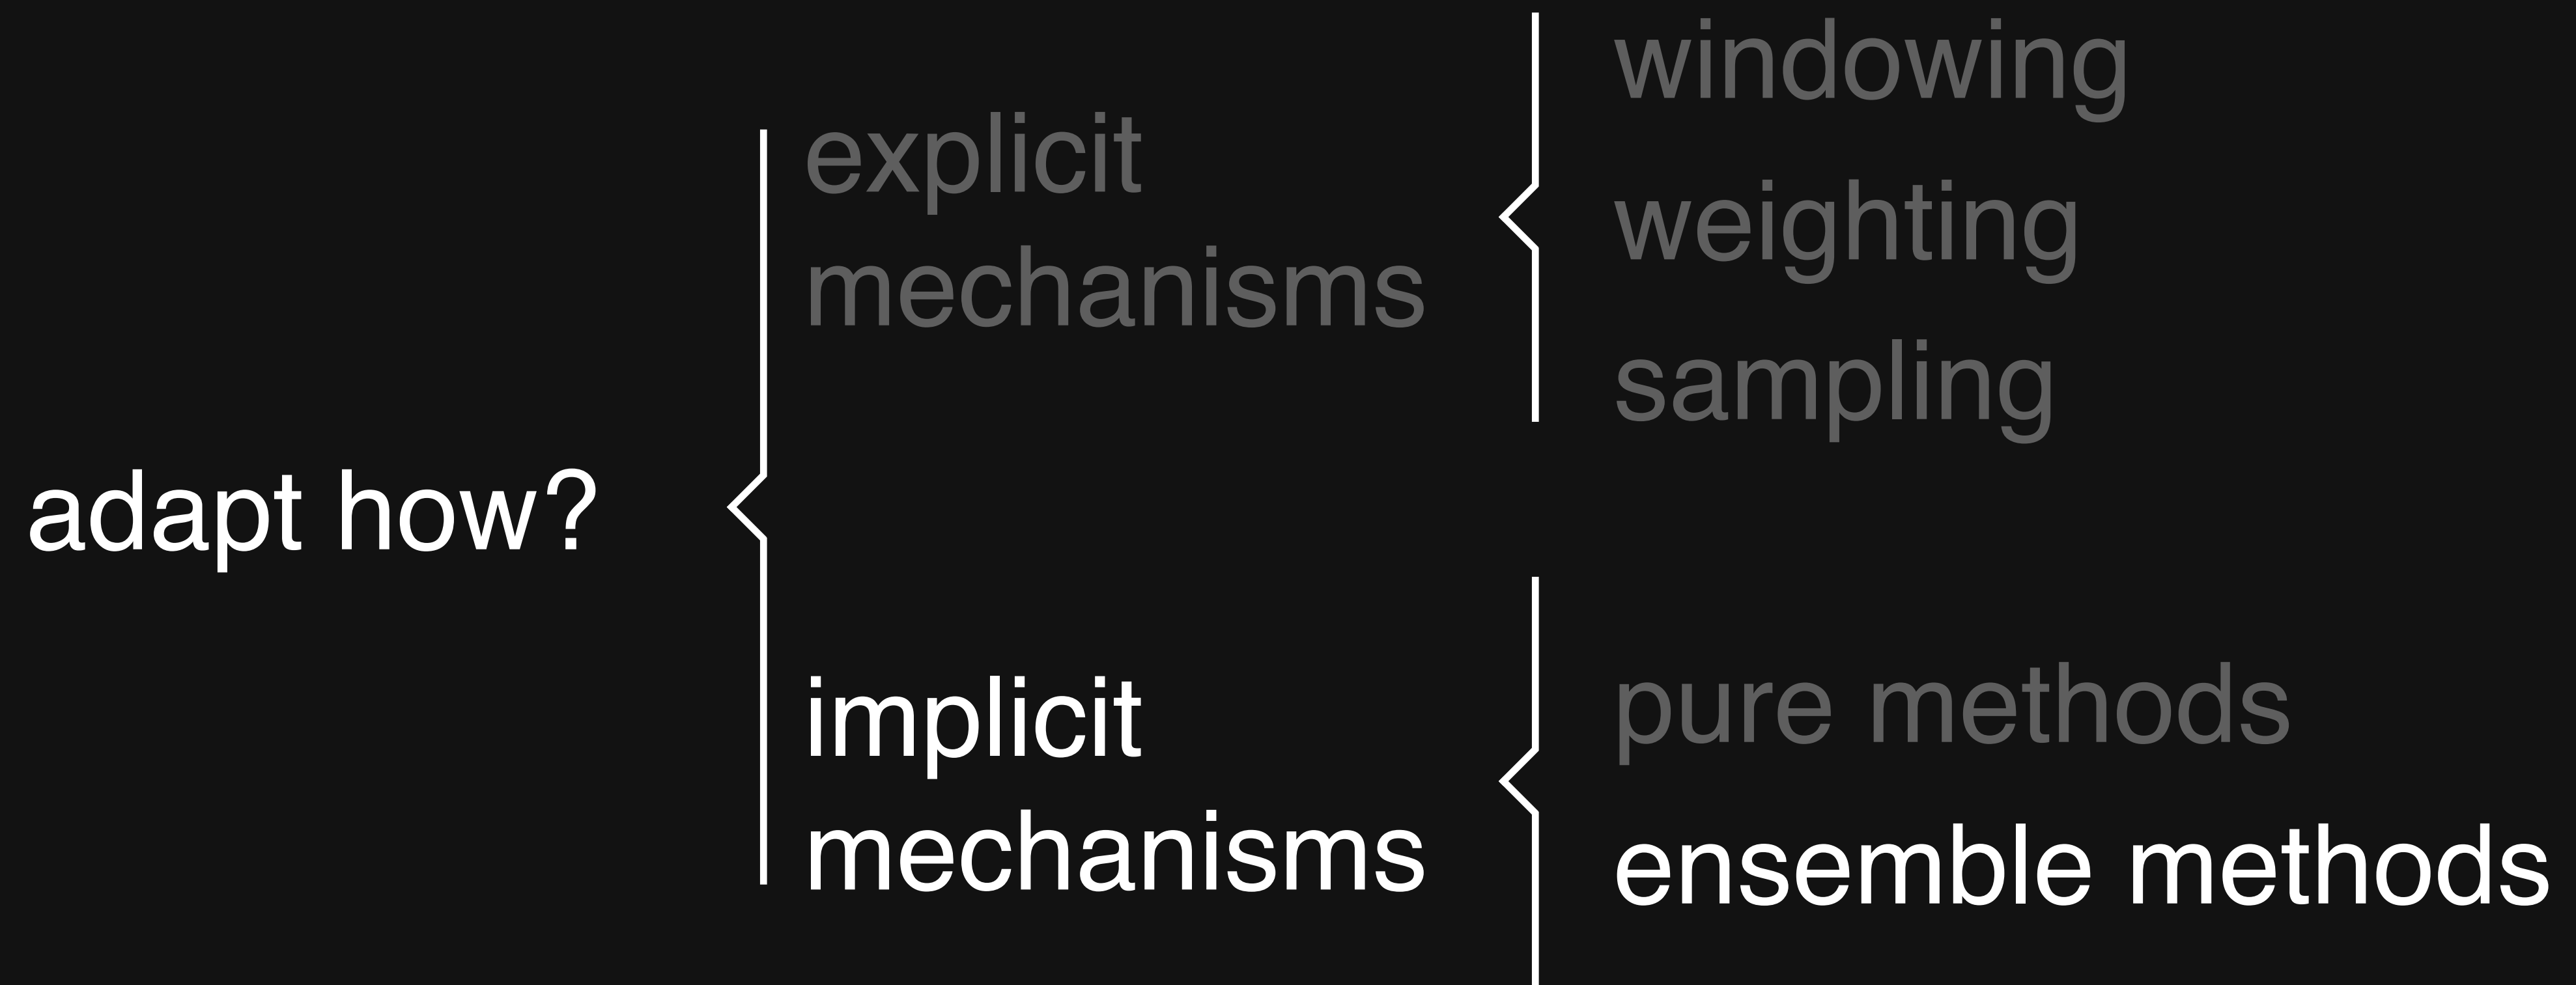 adapt how?
explicit
mechanisms
windowing
weighting
sampling
implicit
mechanisms
pure methods
ensemble methods